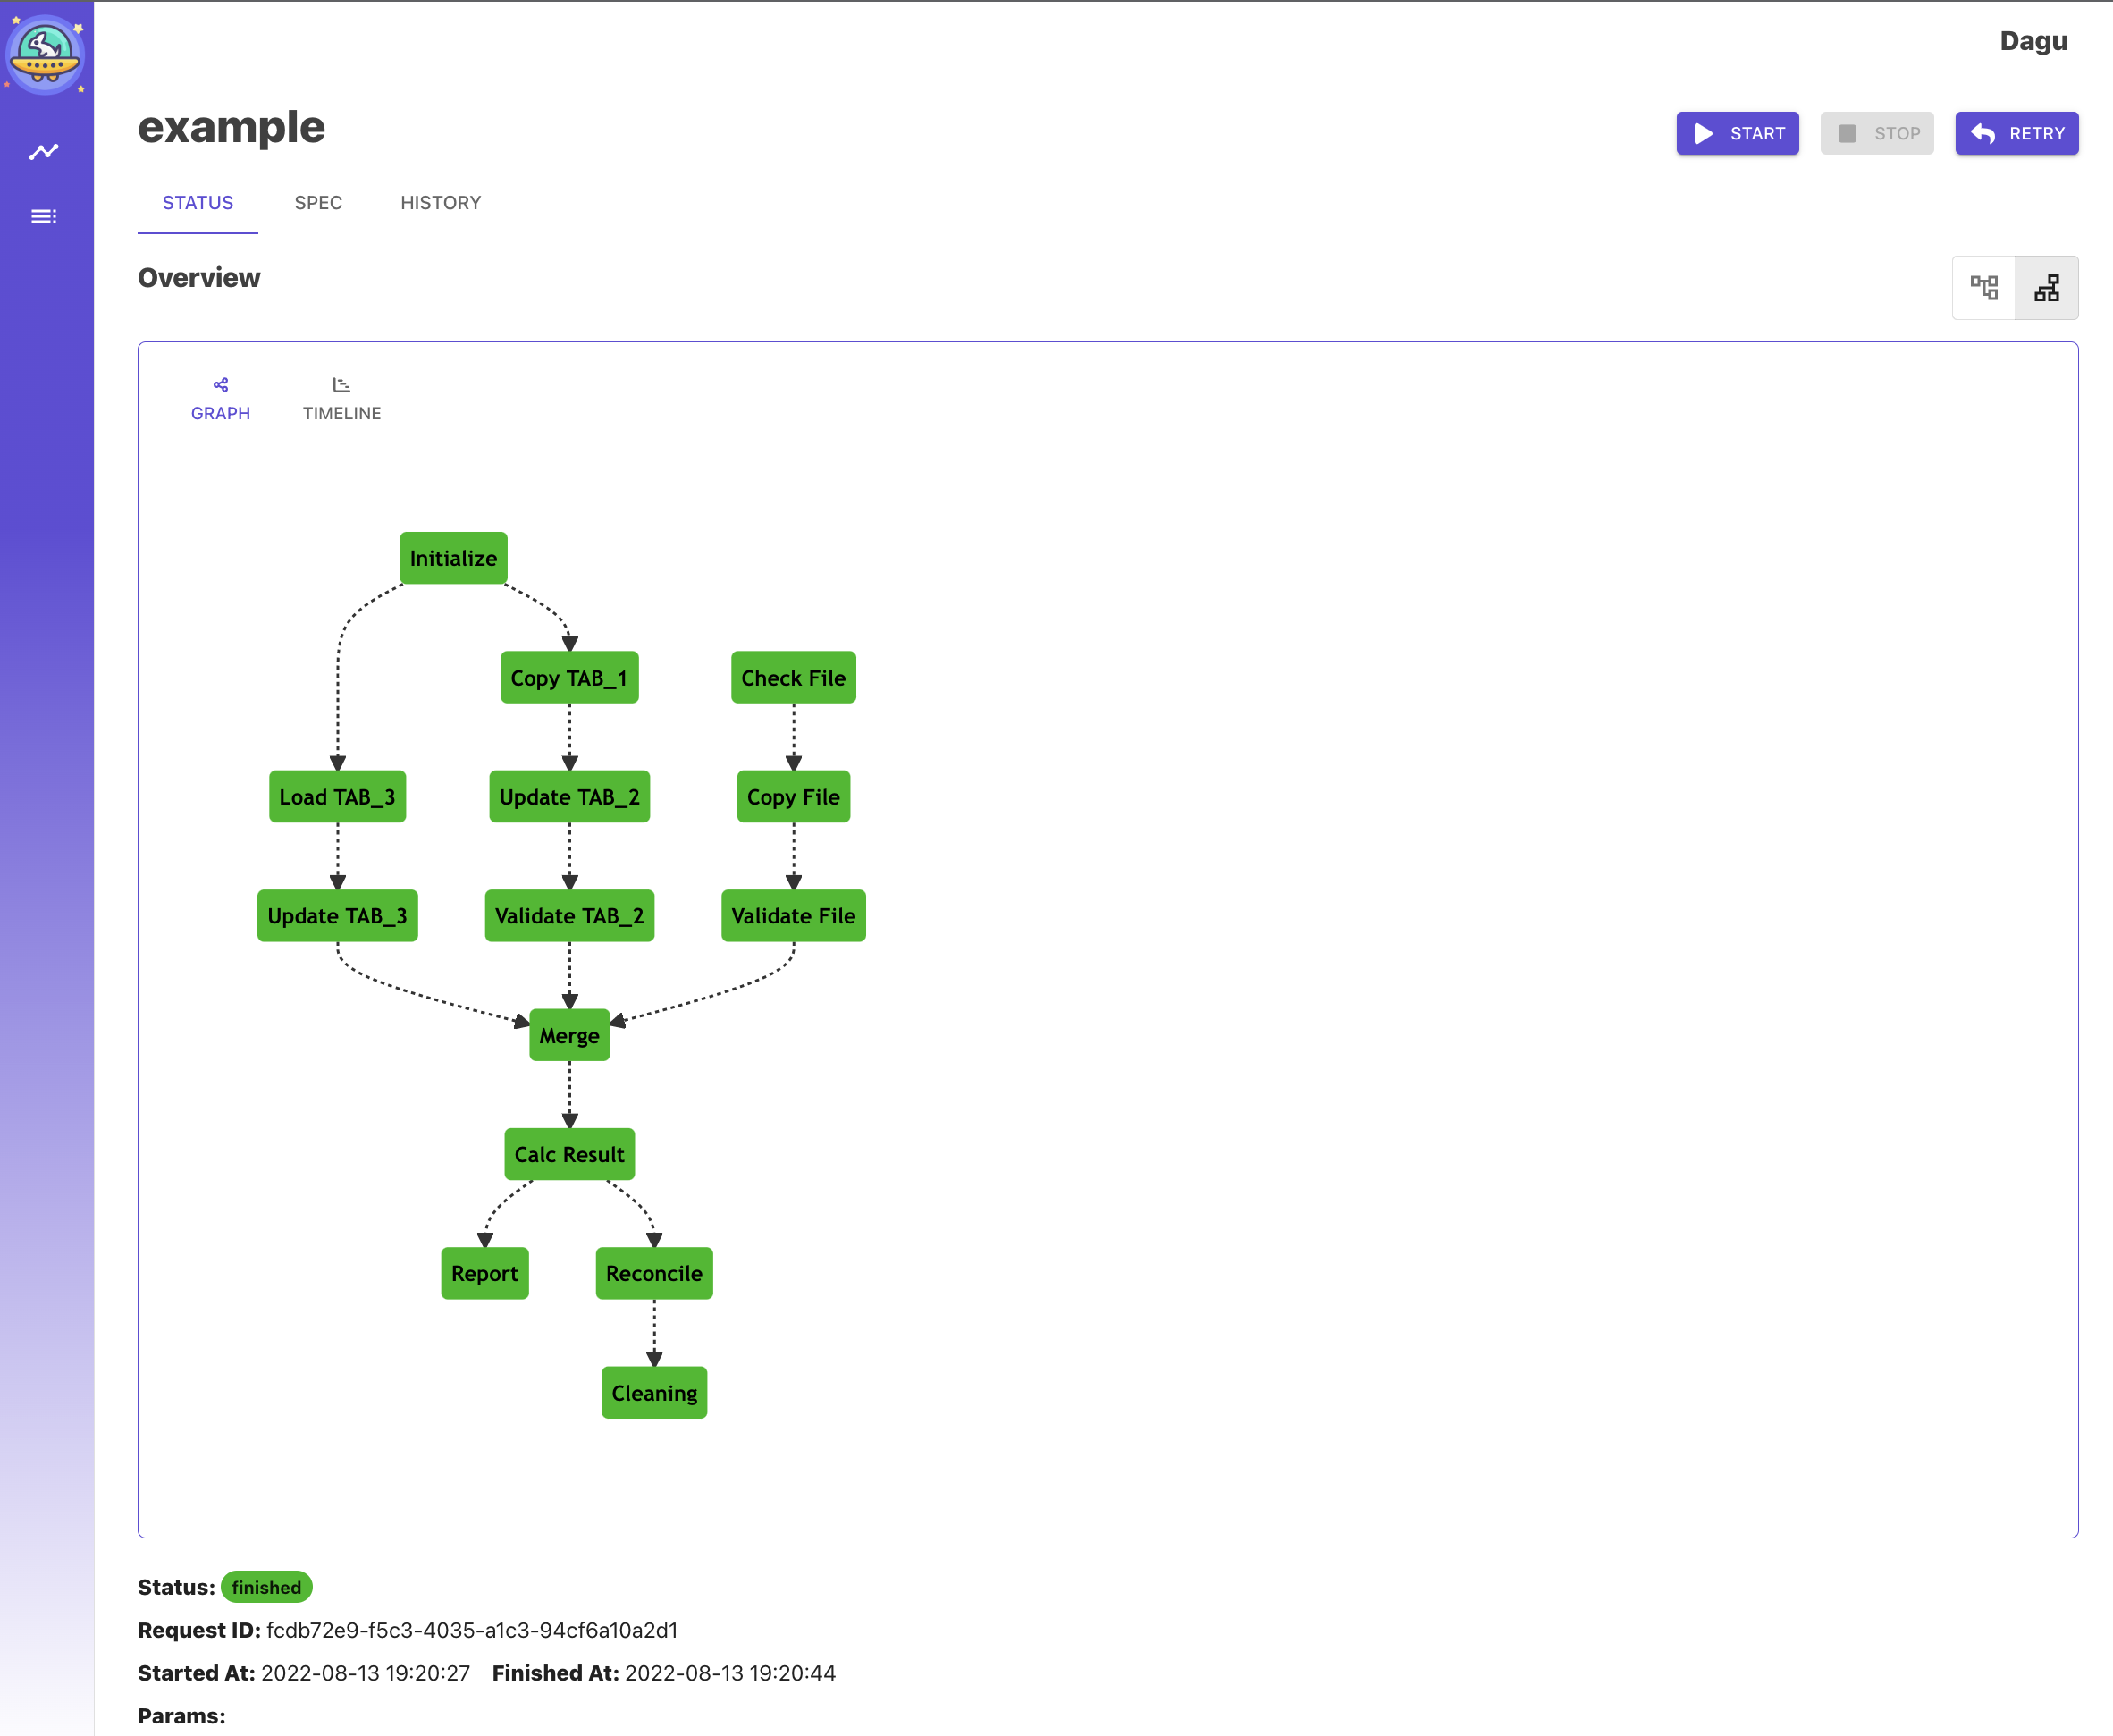 Dagu
example
START
STOP
RETRY
STATUS
SPEC
HISTORY
Overview
GRAPH
TIMELINE
Initialize
Copy TAB_1
Check File
Load TAB_3
Update TAB_2
Copy File
Update TAB_3
Validate TAB_2
Validate File
Merge
Calc Result
Report
Reconcile
Cleaning
Status: finished
Request ID: fcdb72e9-f5c3-4035-a1c3-94cf6a10a2d1
Started At: 2022-08-13 19:20:27 Finished At: 2022-08-13 19:20:44
Params: